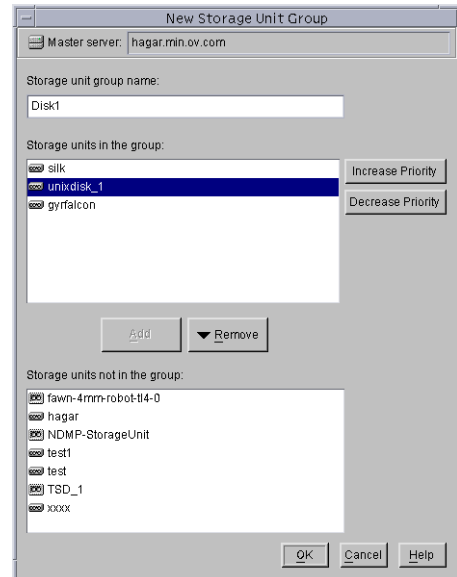 New Storage Unit Group
Master server: hagar.min.ov.com
Storage unit group name:
Disk1
Storage units in the group:
silk
unixdisk_1
gyrfalcon
Increase Priority
Decrease Priority
Add
Remove
Storage units not in the group:
fawn-4mm-robot-tl4-0
hagar
NDMP-StorageUnit
test1
test
TSD_1
xxxx
OK Cancel Help